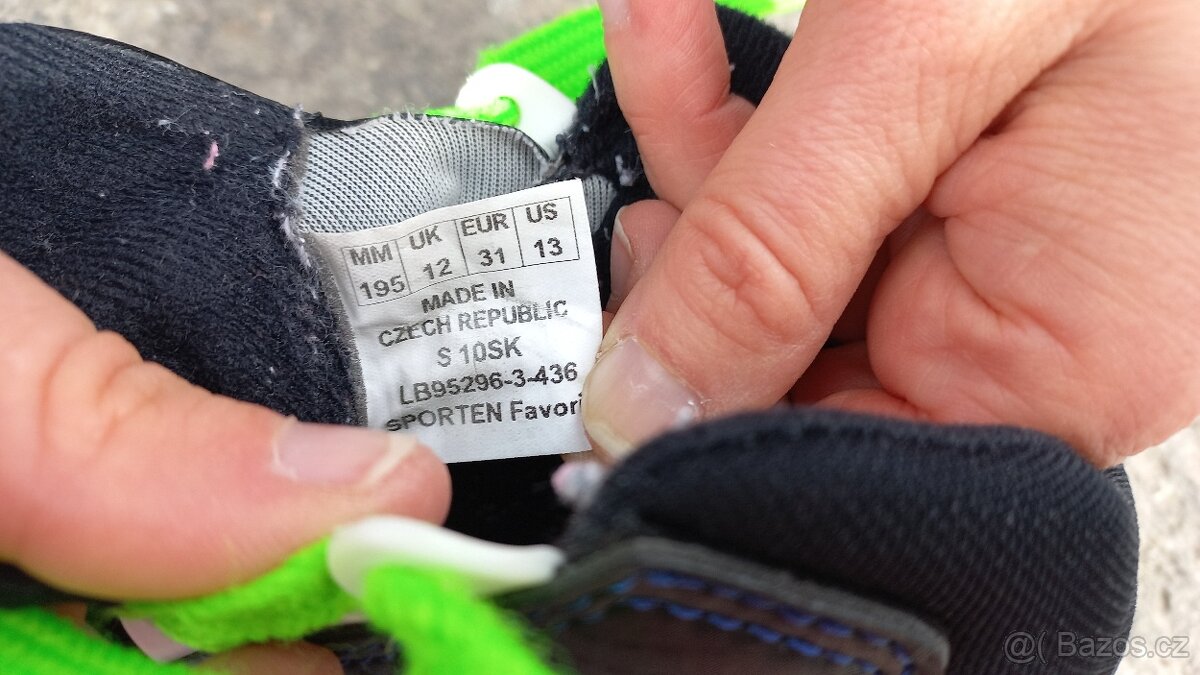 MM UK EUR US
195 12 31 13
MADE IN
CZECH REPUBLIC
S 10SK
LB95296-3-436
SPORTEN Favori
@( Bazos.cz